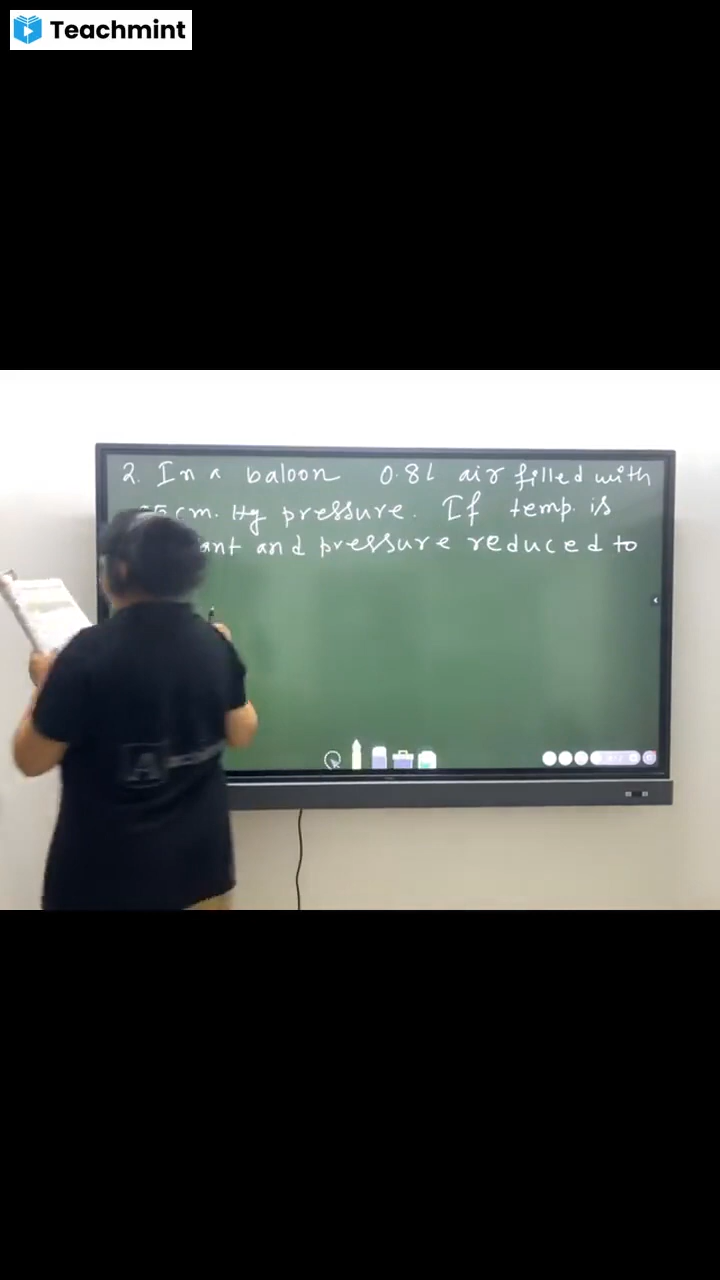 Teachmint
2. In a baloon 0.8L air filled with
cm. Hg pressure. If temp. is
and pressure reduced to